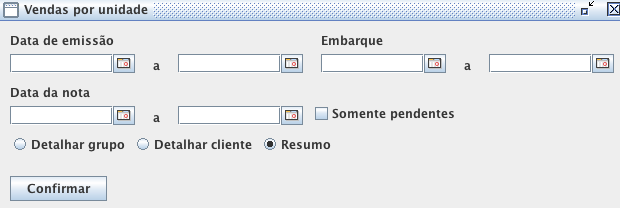 Vendas por unidade
Data de emissão Embarque
a a
Data da nota
a Somente pendentes
Detalhar grupo Detalhar cliente Resumo
Confirmar